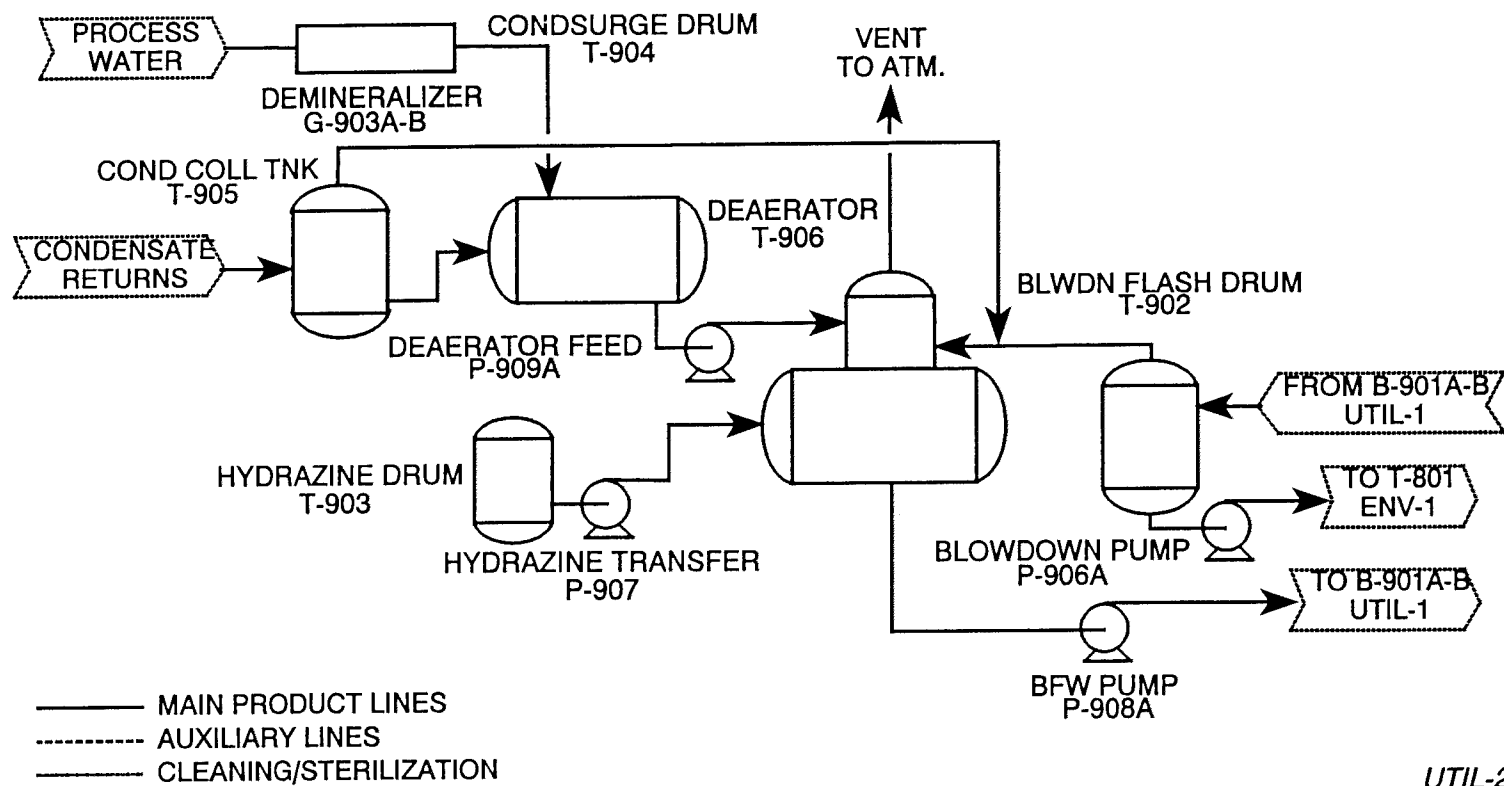 PROCESS
WATER
CONDSURGE DRUM
T-904
VENT
TO ATM.
DEMINERALIZER
G-903A-B
COND COLL TNK
T-905
DEAERATOR
T-906
CONDENSATE
RETURNS
BLWDN FLASH DRUM
T-902
DEAERATOR FEED
P-909A
FROM B-901A-B
UTIL-1
HYDRAZINE DRUM
T-903
TO T-801
ENV-1
HYDRAZINE TRANSFER
P-907
BLOWDOWN PUMP
P-906A
TO B-901A-B
UTIL-1
BFW PUMP
P-908A
MAIN PRODUCT LINES
AUXILIARY LINES
CLEANING/STERILIZATION
UTIL-2